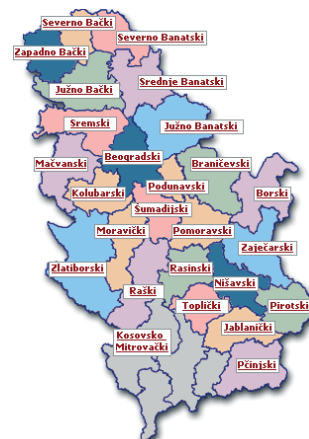 Severno Bački
Severno Banatski
Zapadno Bački
Srednje Banatski
Južno Bački
Sremski
Južno Banatski
Beogradski
Mačvanski
Braničevski
Podunavski
Kolubarski
Borski
Šumadijski
Moravički
Pomoravski
Zaječarski
Zlatiborski
Rasinski
Nišavski
Raški
Toplički
Pirotski
Jablanički
Kosovsko
Mitrovački
Pčinjski